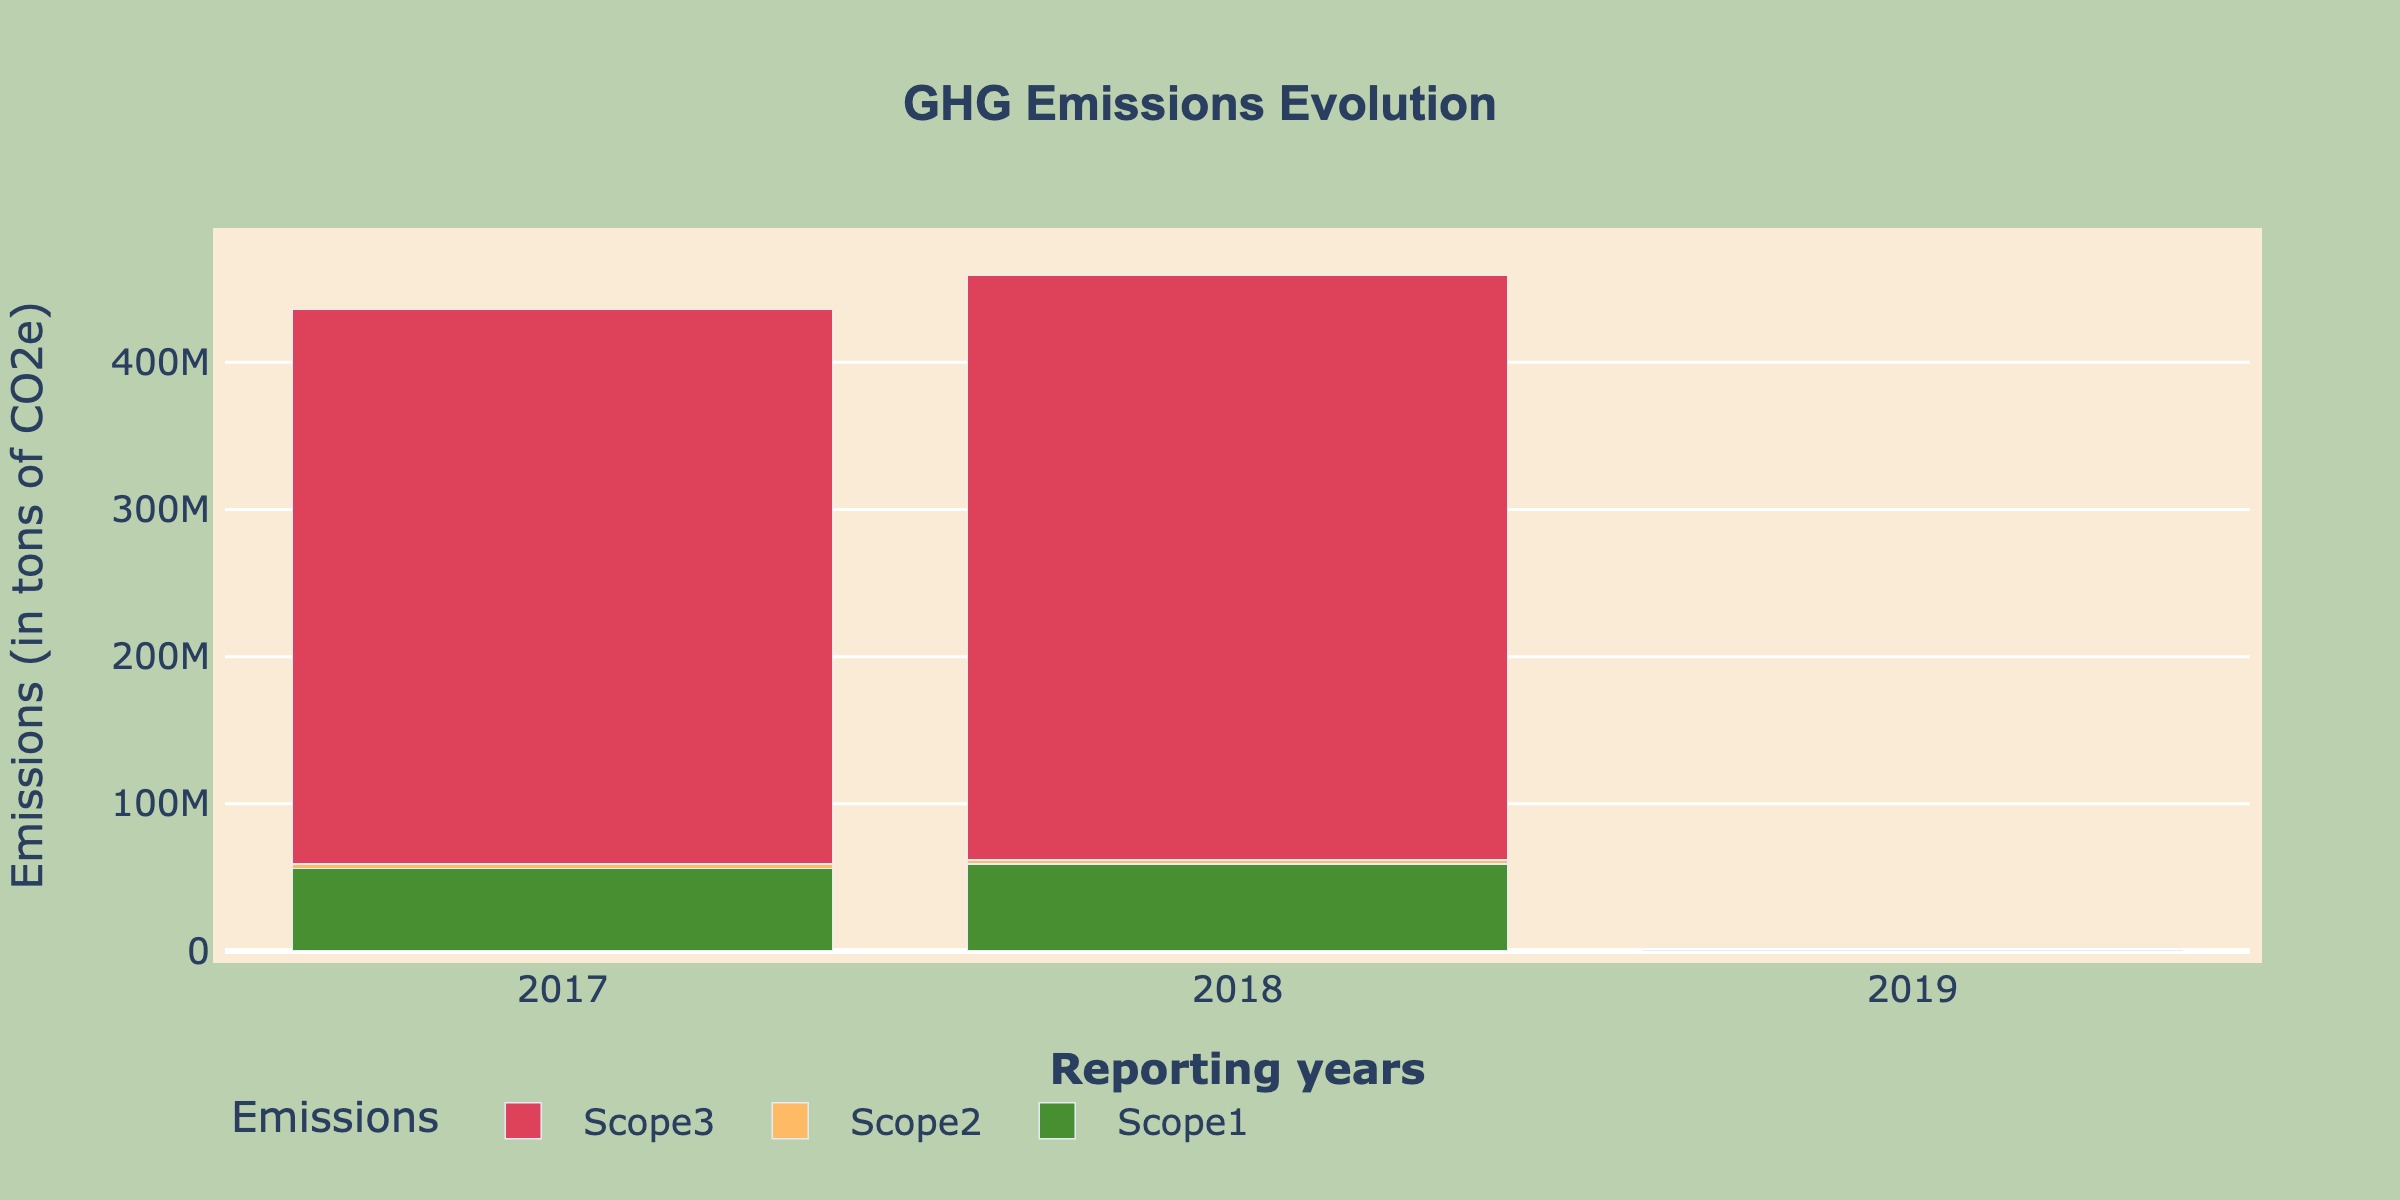 GHG Emissions Evolution
Emissions (in tons of CO2e)
400M
300M
200M
100M
0
2017 2018 2019
Reporting years
Emissions Scope3 Scope2 Scope1